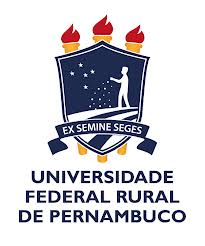 EX SEMINE SEGES
UNIVERSIDADE
FEDERAL RURAL
DE PERNAMBUCO